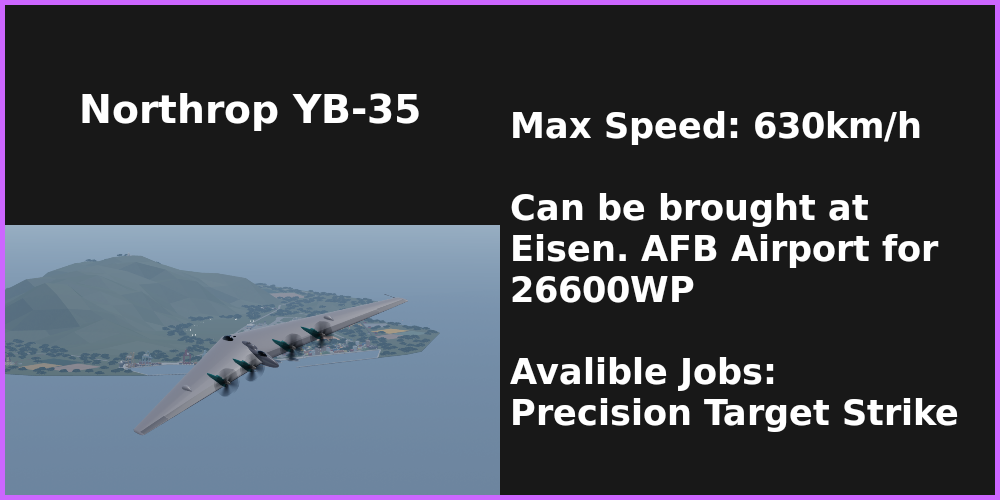 Northrop YB-35
Max Speed: 630km/h
Can be brought at
Eisen. AFB Airport for
26600WP
Avalible Jobs:
Precision Target Strike